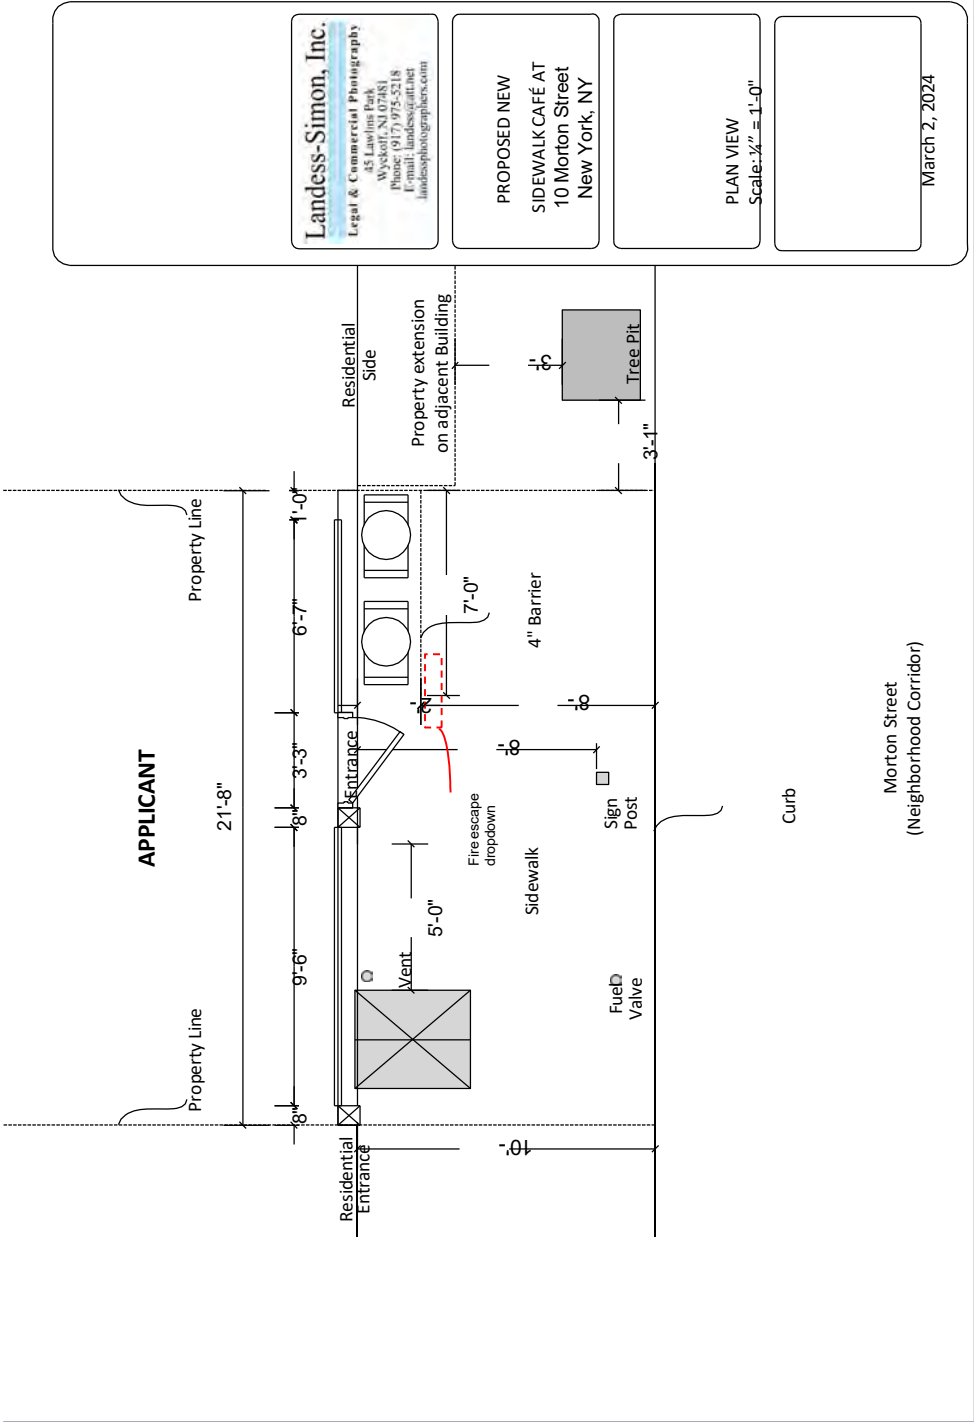 Landess-Simon, Inc.
Legal & Commercial Photography
45 Lawlins Park
Wyckoff, NJ 07481
Phone: (917) 975-5218
E-mail: landess@att.net
landessphotographers.com
PROPOSED NEW
SIDEWALK CAFÉ AT
10 Morton Street
New York, NY
PLAN VIEW
Scale: ¼" = 1'-0"
March 2, 2024
APPLICANT
Property Line
Property Line
21'-8"
8"
9'-6"
8"
3'-3"
6'-7"
1'-0"
Residential
Entrance
Entrance
Residential
Side
Property extension
on adjacent Building
3'-
Tree Pit
3'-1"
7'-0"
4" Barrier
2'-
8'-
8'-
10'-
Vent
5'-0"
Fire escape
dropdown
Sidewalk
Sign
Post
Fuel
Valve
Curb
Morton Street
(Neighborhood Corridor)